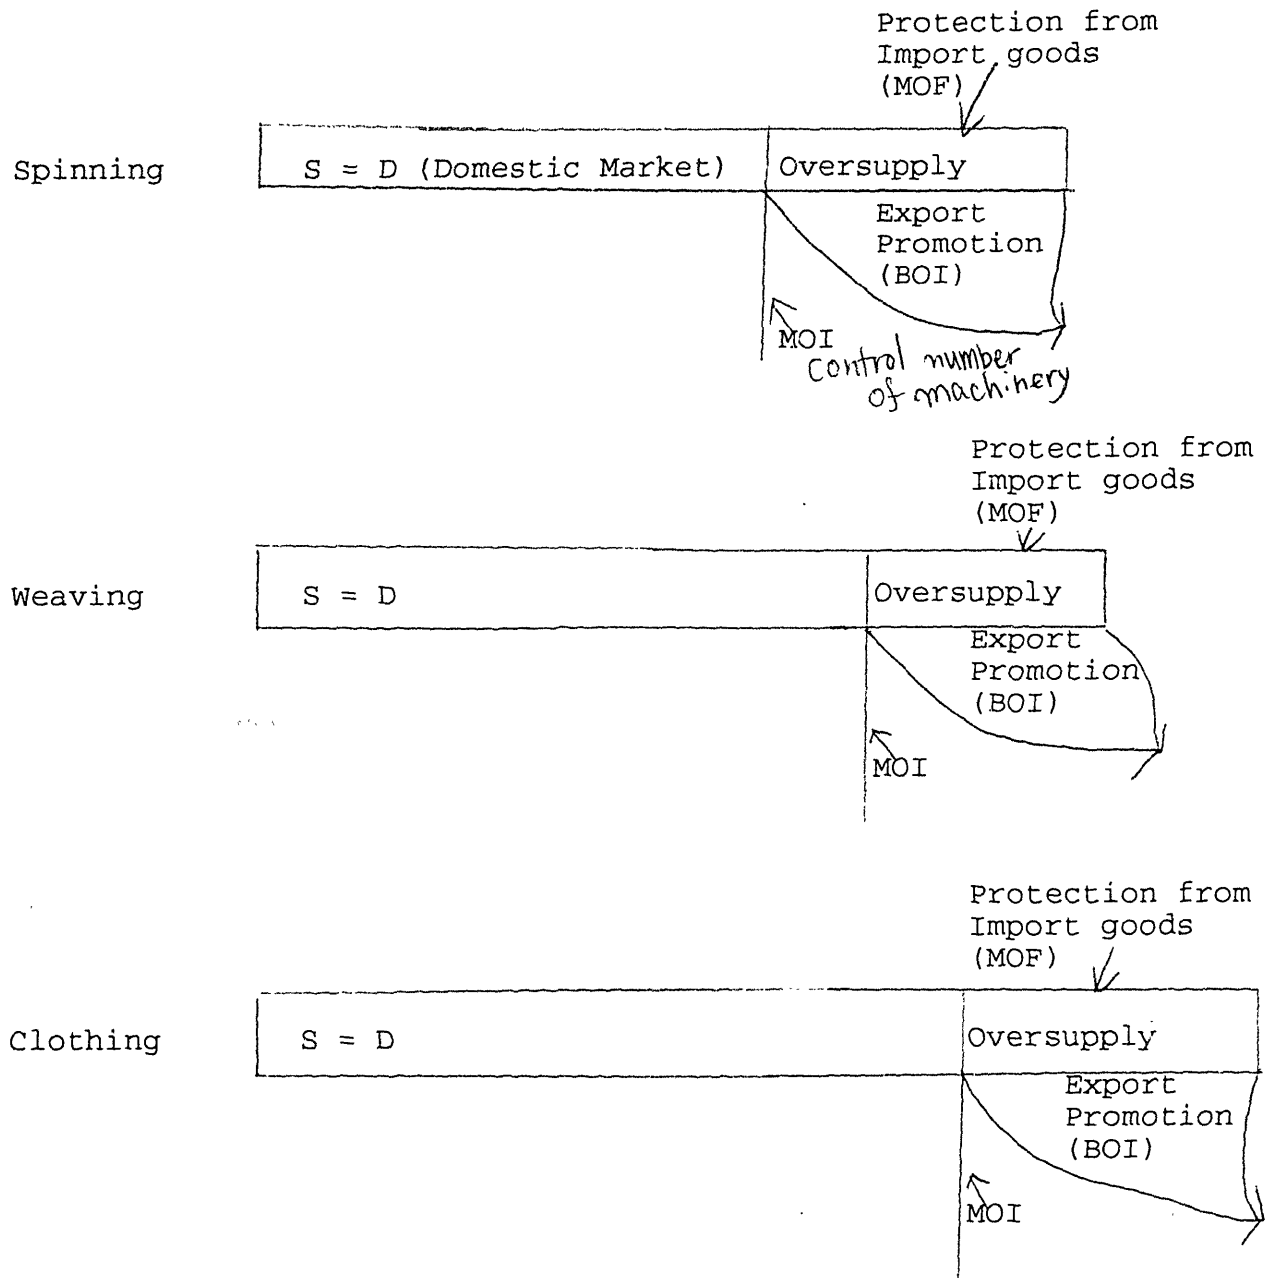 Protection from
Import goods
(MOF)
Spinning
S = D (Domestic Market)
Oversupply
Export
Promotion
(BOI)
MOI
Control number
of machinery
Protection from
Import goods
(MOF)
Weaving
S = D
Oversupply
Export
Promotion
(BOI)
MOI
Protection from
Import goods
(MOF)
Clothing
S = D
Oversupply
Export
Promotion
(BOI)
MOI